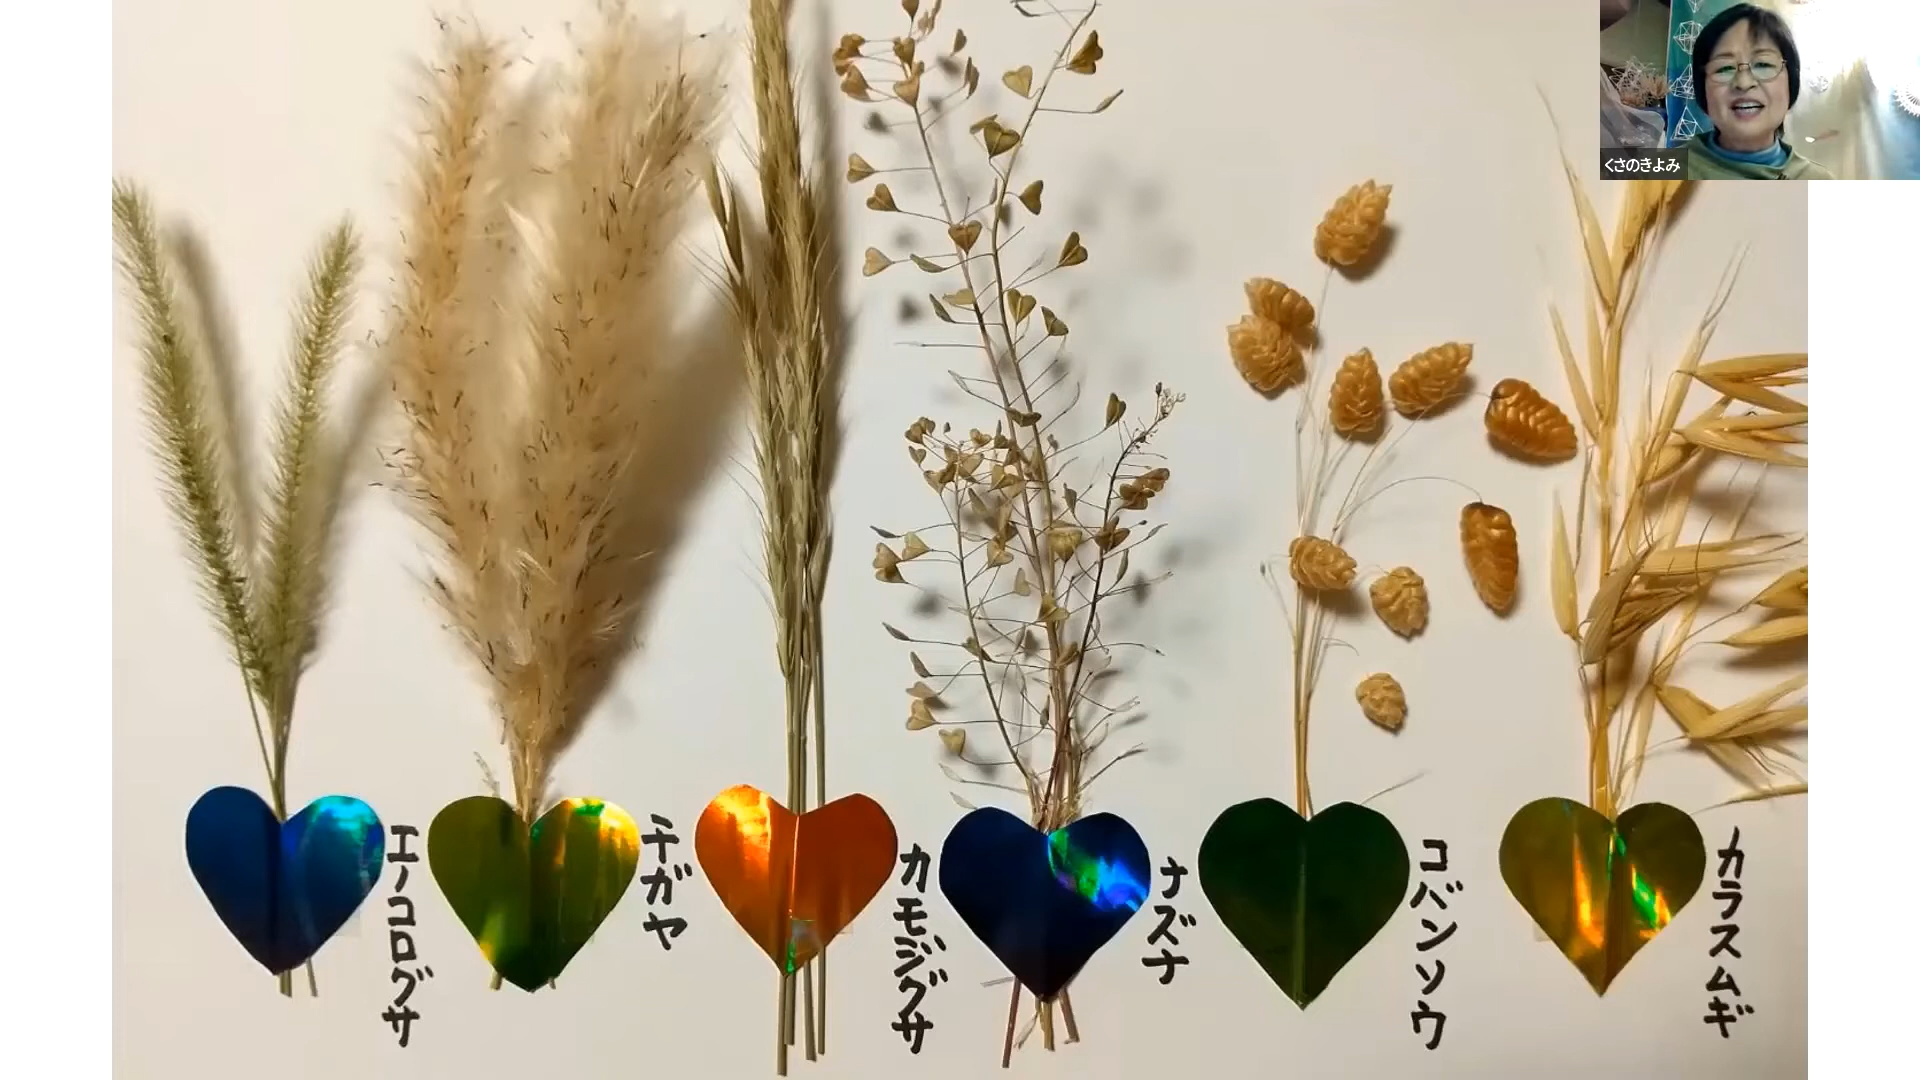 くさのきよみ
エノコログサ
チガヤ
カモジグサ
ナズナ
コバンソウ
カラスムギ